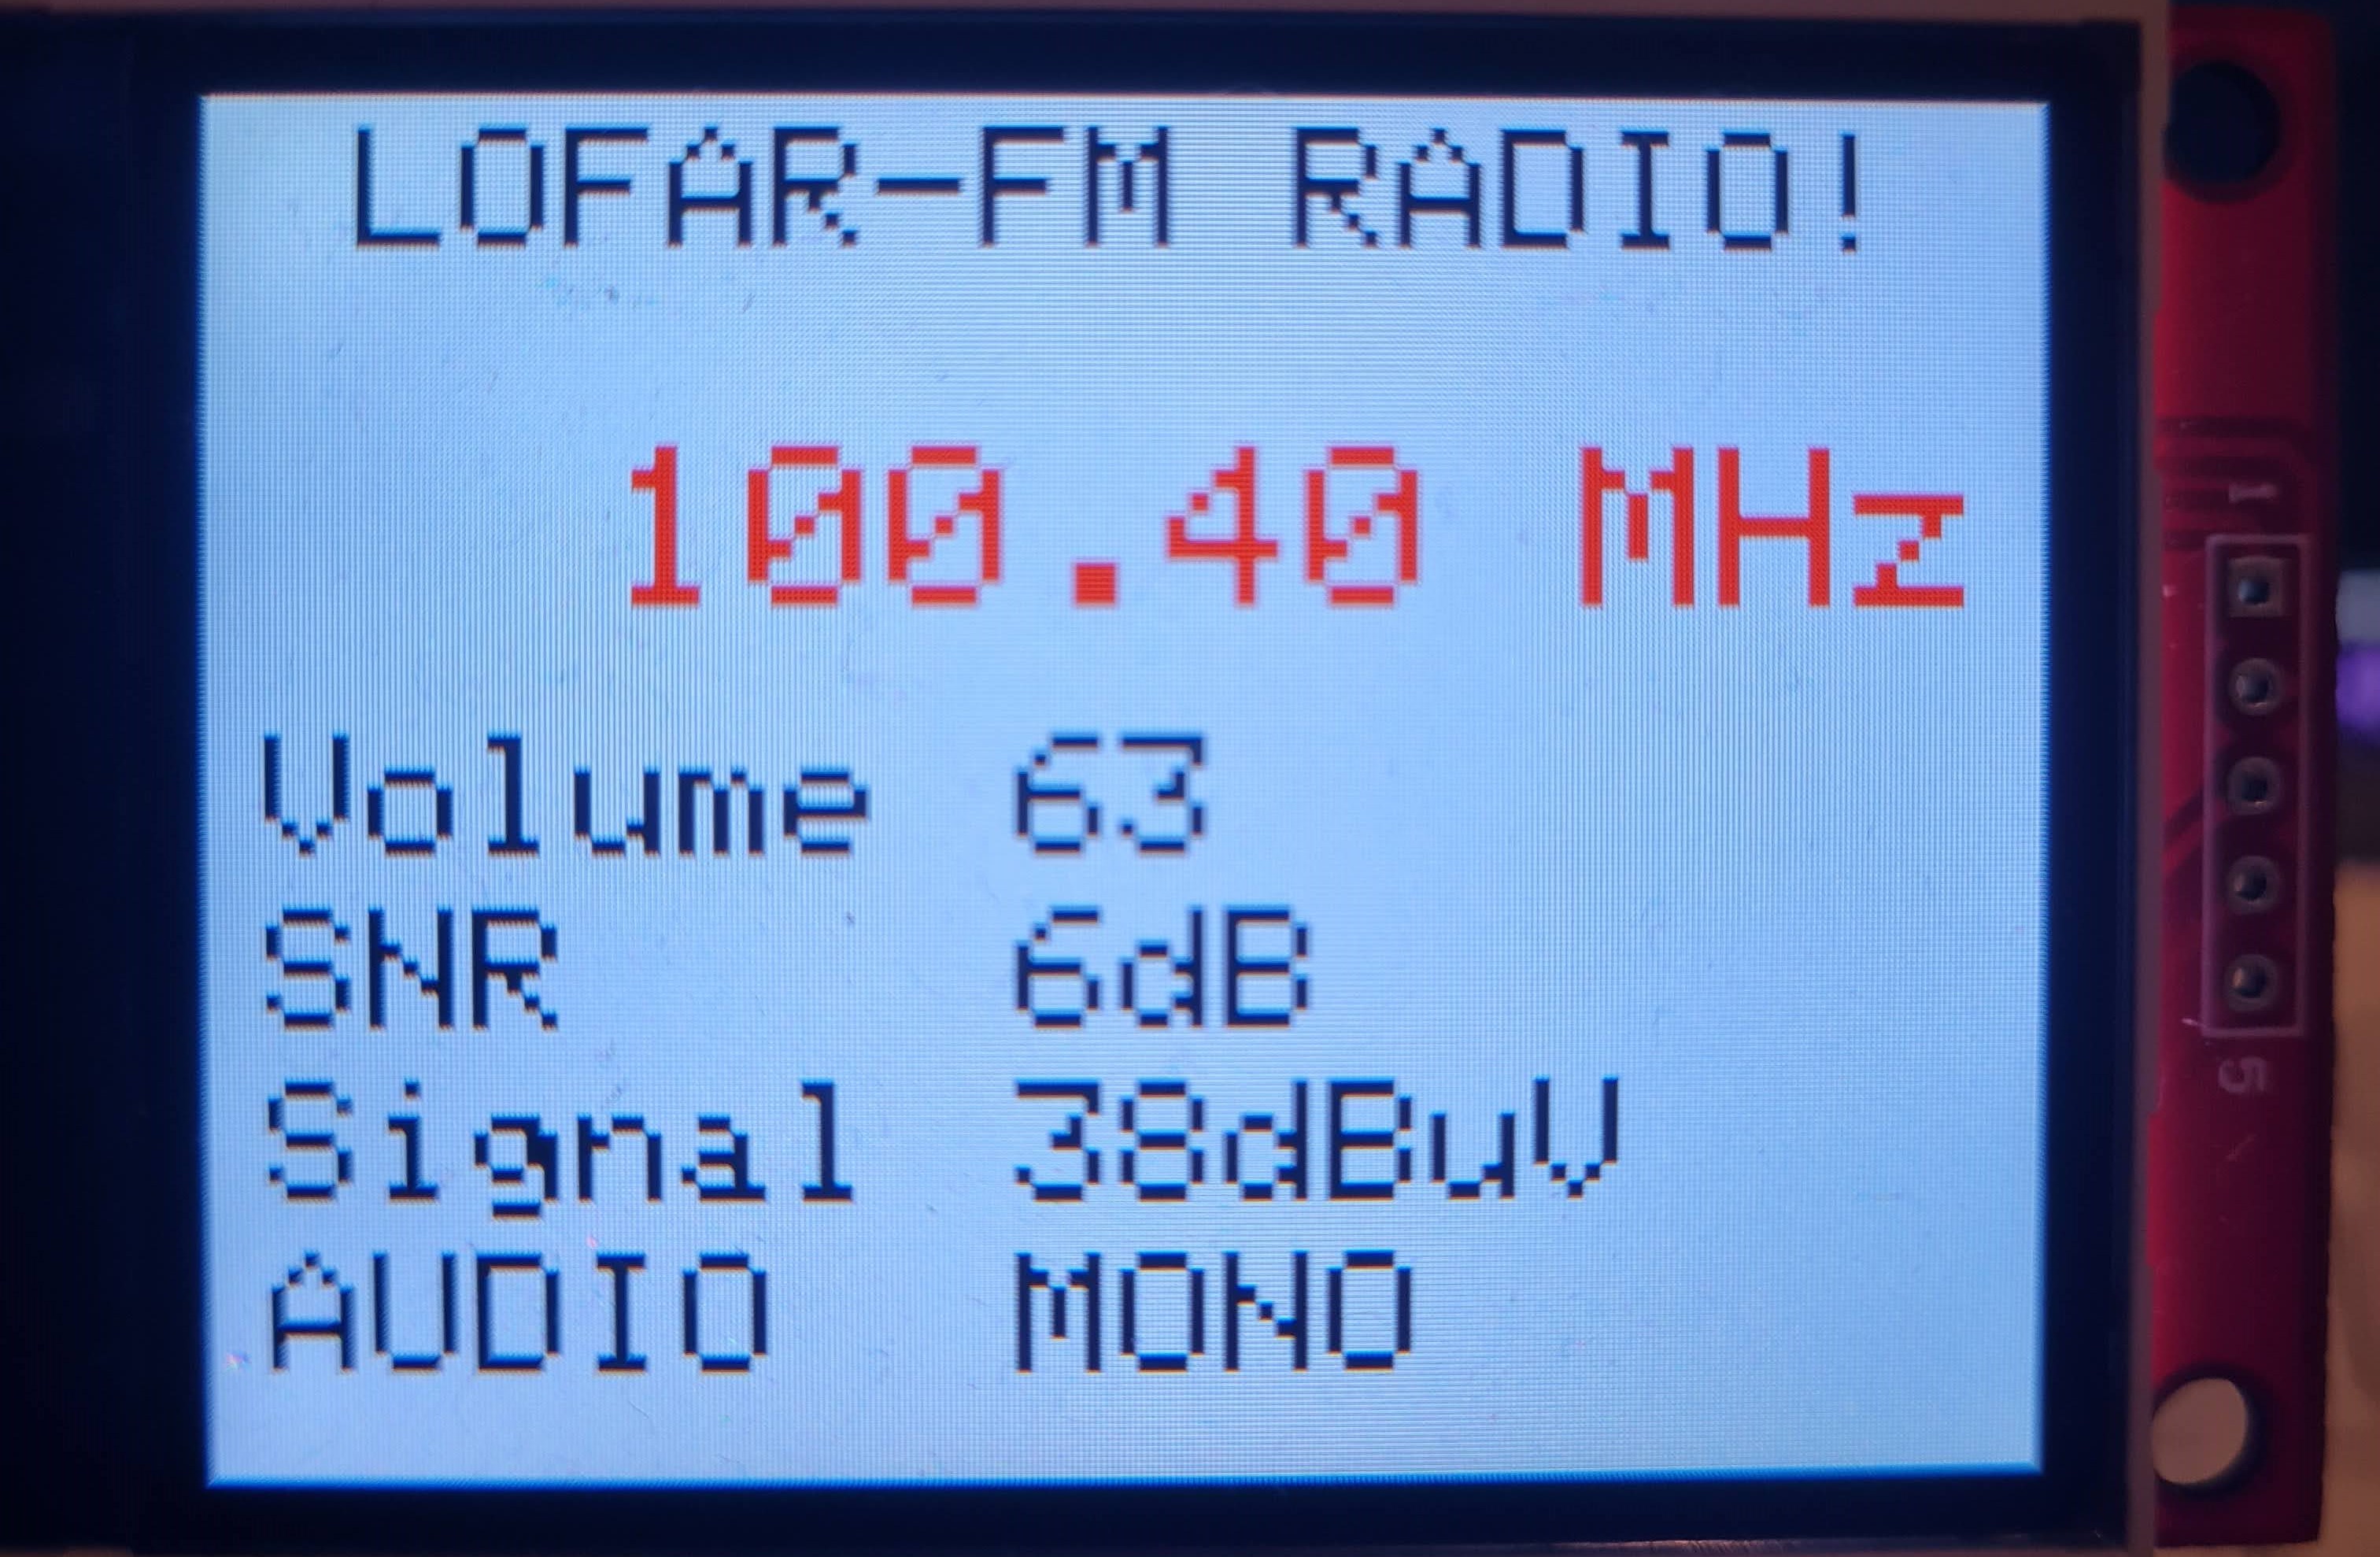 LOFAR-FM RADIO!
100.40 MHz
Volume 63
SNR 6dB
Signal 38dBuV
AUDIO MONO
1
5